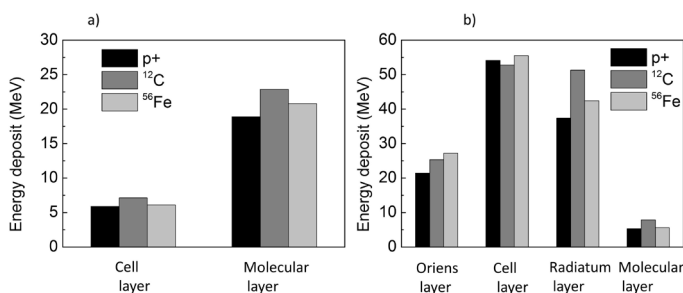 a)
30
25
20
15
10
5
0
Energy deposit (MeV)
p+
¹²C
⁵⁶Fe
Cell layer
Molecular layer
b)
60
50
40
30
20
10
0
Energy deposit (MeV)
p+
¹²C
⁵⁶Fe
Oriens layer
Cell layer
Radiatum layer
Molecular layer